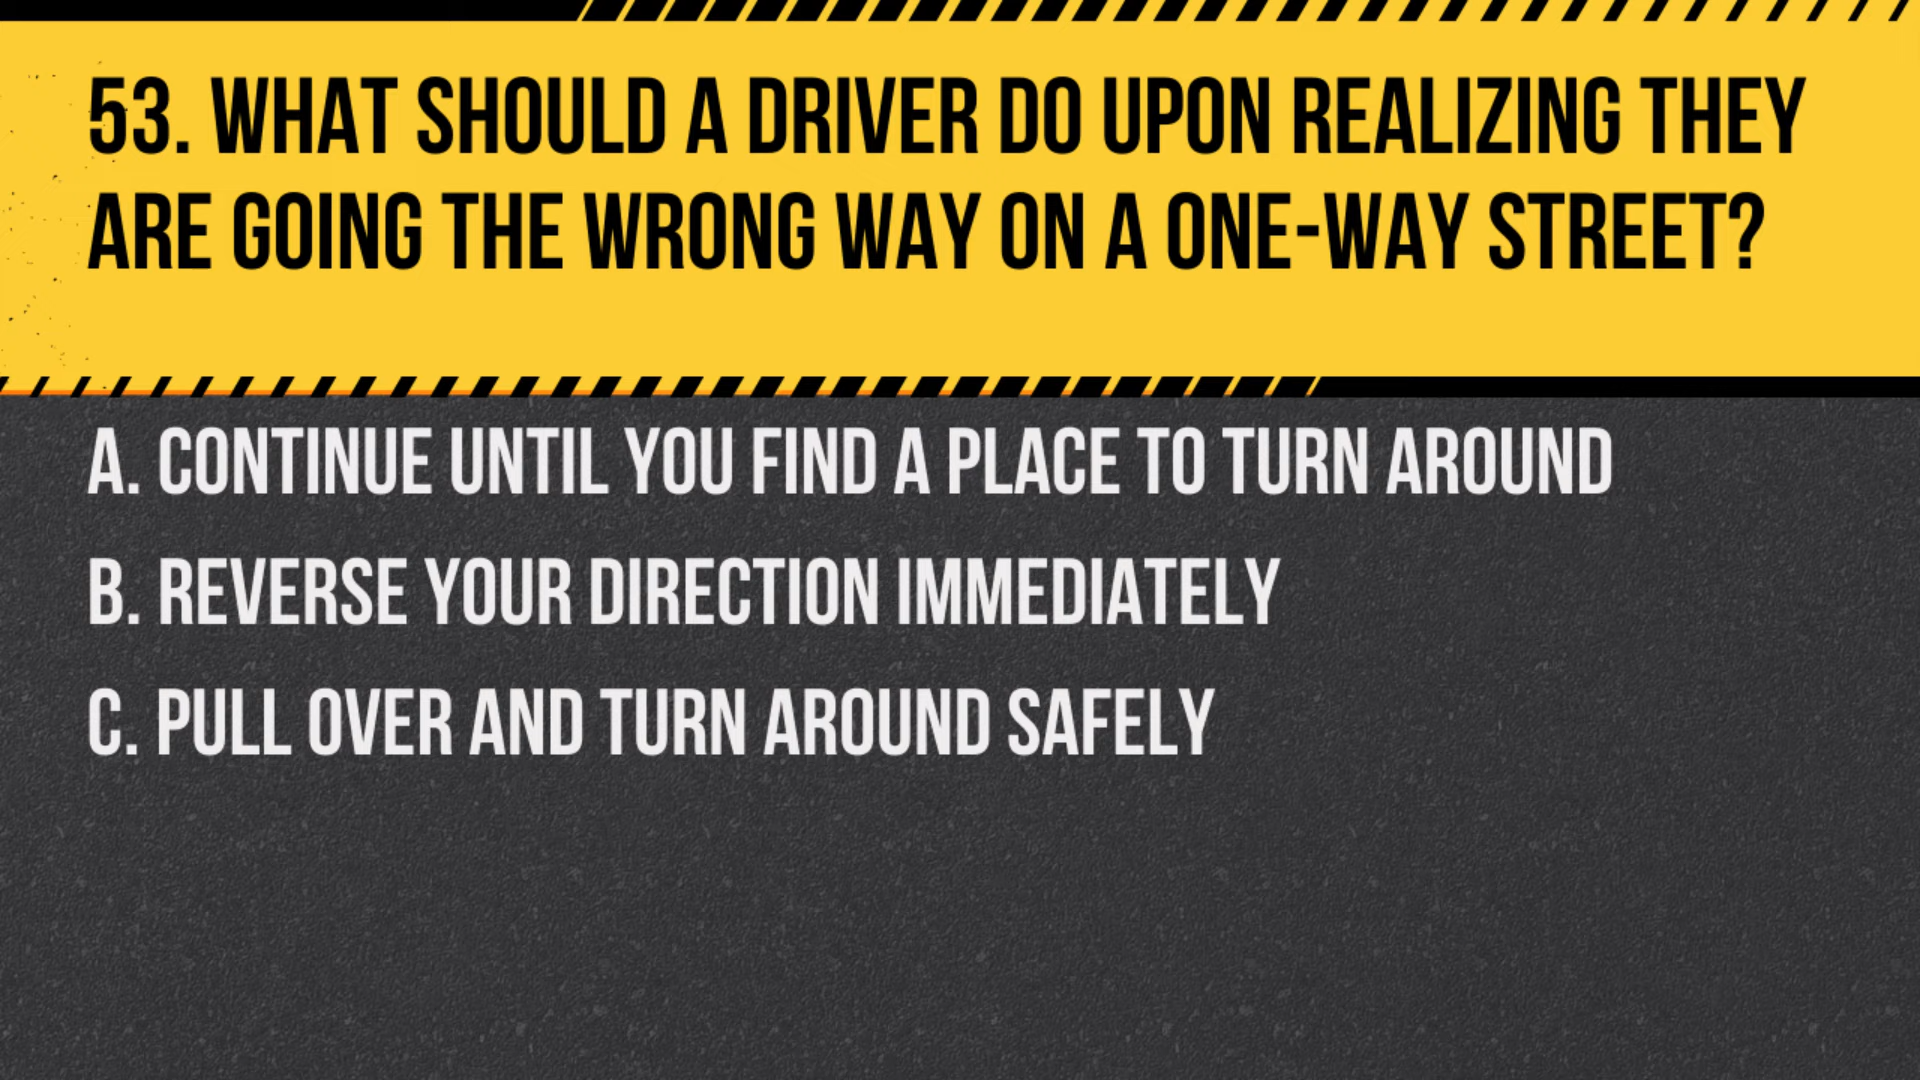 53. WHAT SHOULD A DRIVER DO UPON REALIZING THEY
ARE GOING THE WRONG WAY ON A ONE-WAY STREET?
A. CONTINUE UNTIL YOU FIND A PLACE TO TURN AROUND
B. REVERSE YOUR DIRECTION IMMEDIATELY
C. PULL OVER AND TURN AROUND SAFELY